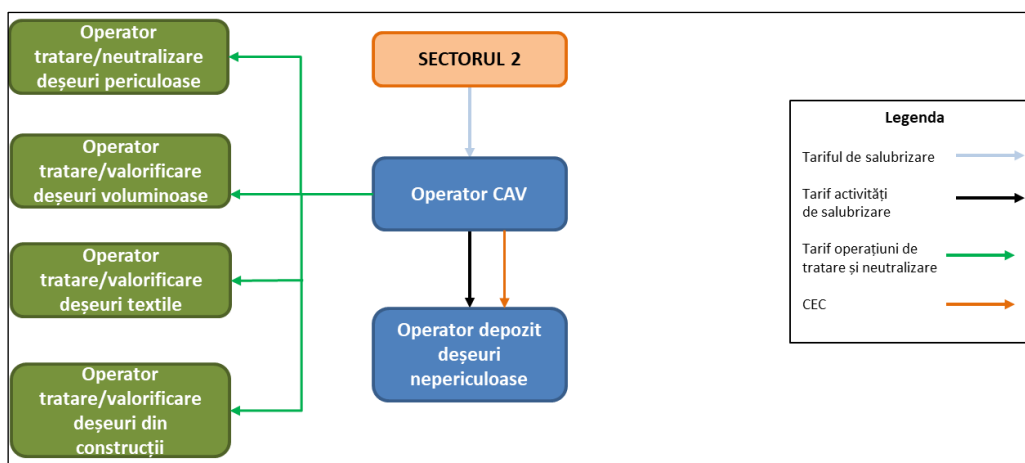 Operator
tratare/neutralizare
deșeuri periculoase
SECTORUL 2
Operator
tratare/valorificare
deșeuri voluminoase
Operator CAV
Operator
tratare/valorificare
deșeuri textile
Operator depozit
deșeuri
nepericuloase
Operator
tratare/valorificare
deșeuri din
construcții
Legenda
Tariful de salubrizare
Tarif activități
de salubrizare
Tarif operațiuni de
tratare și neutralizare
CEC